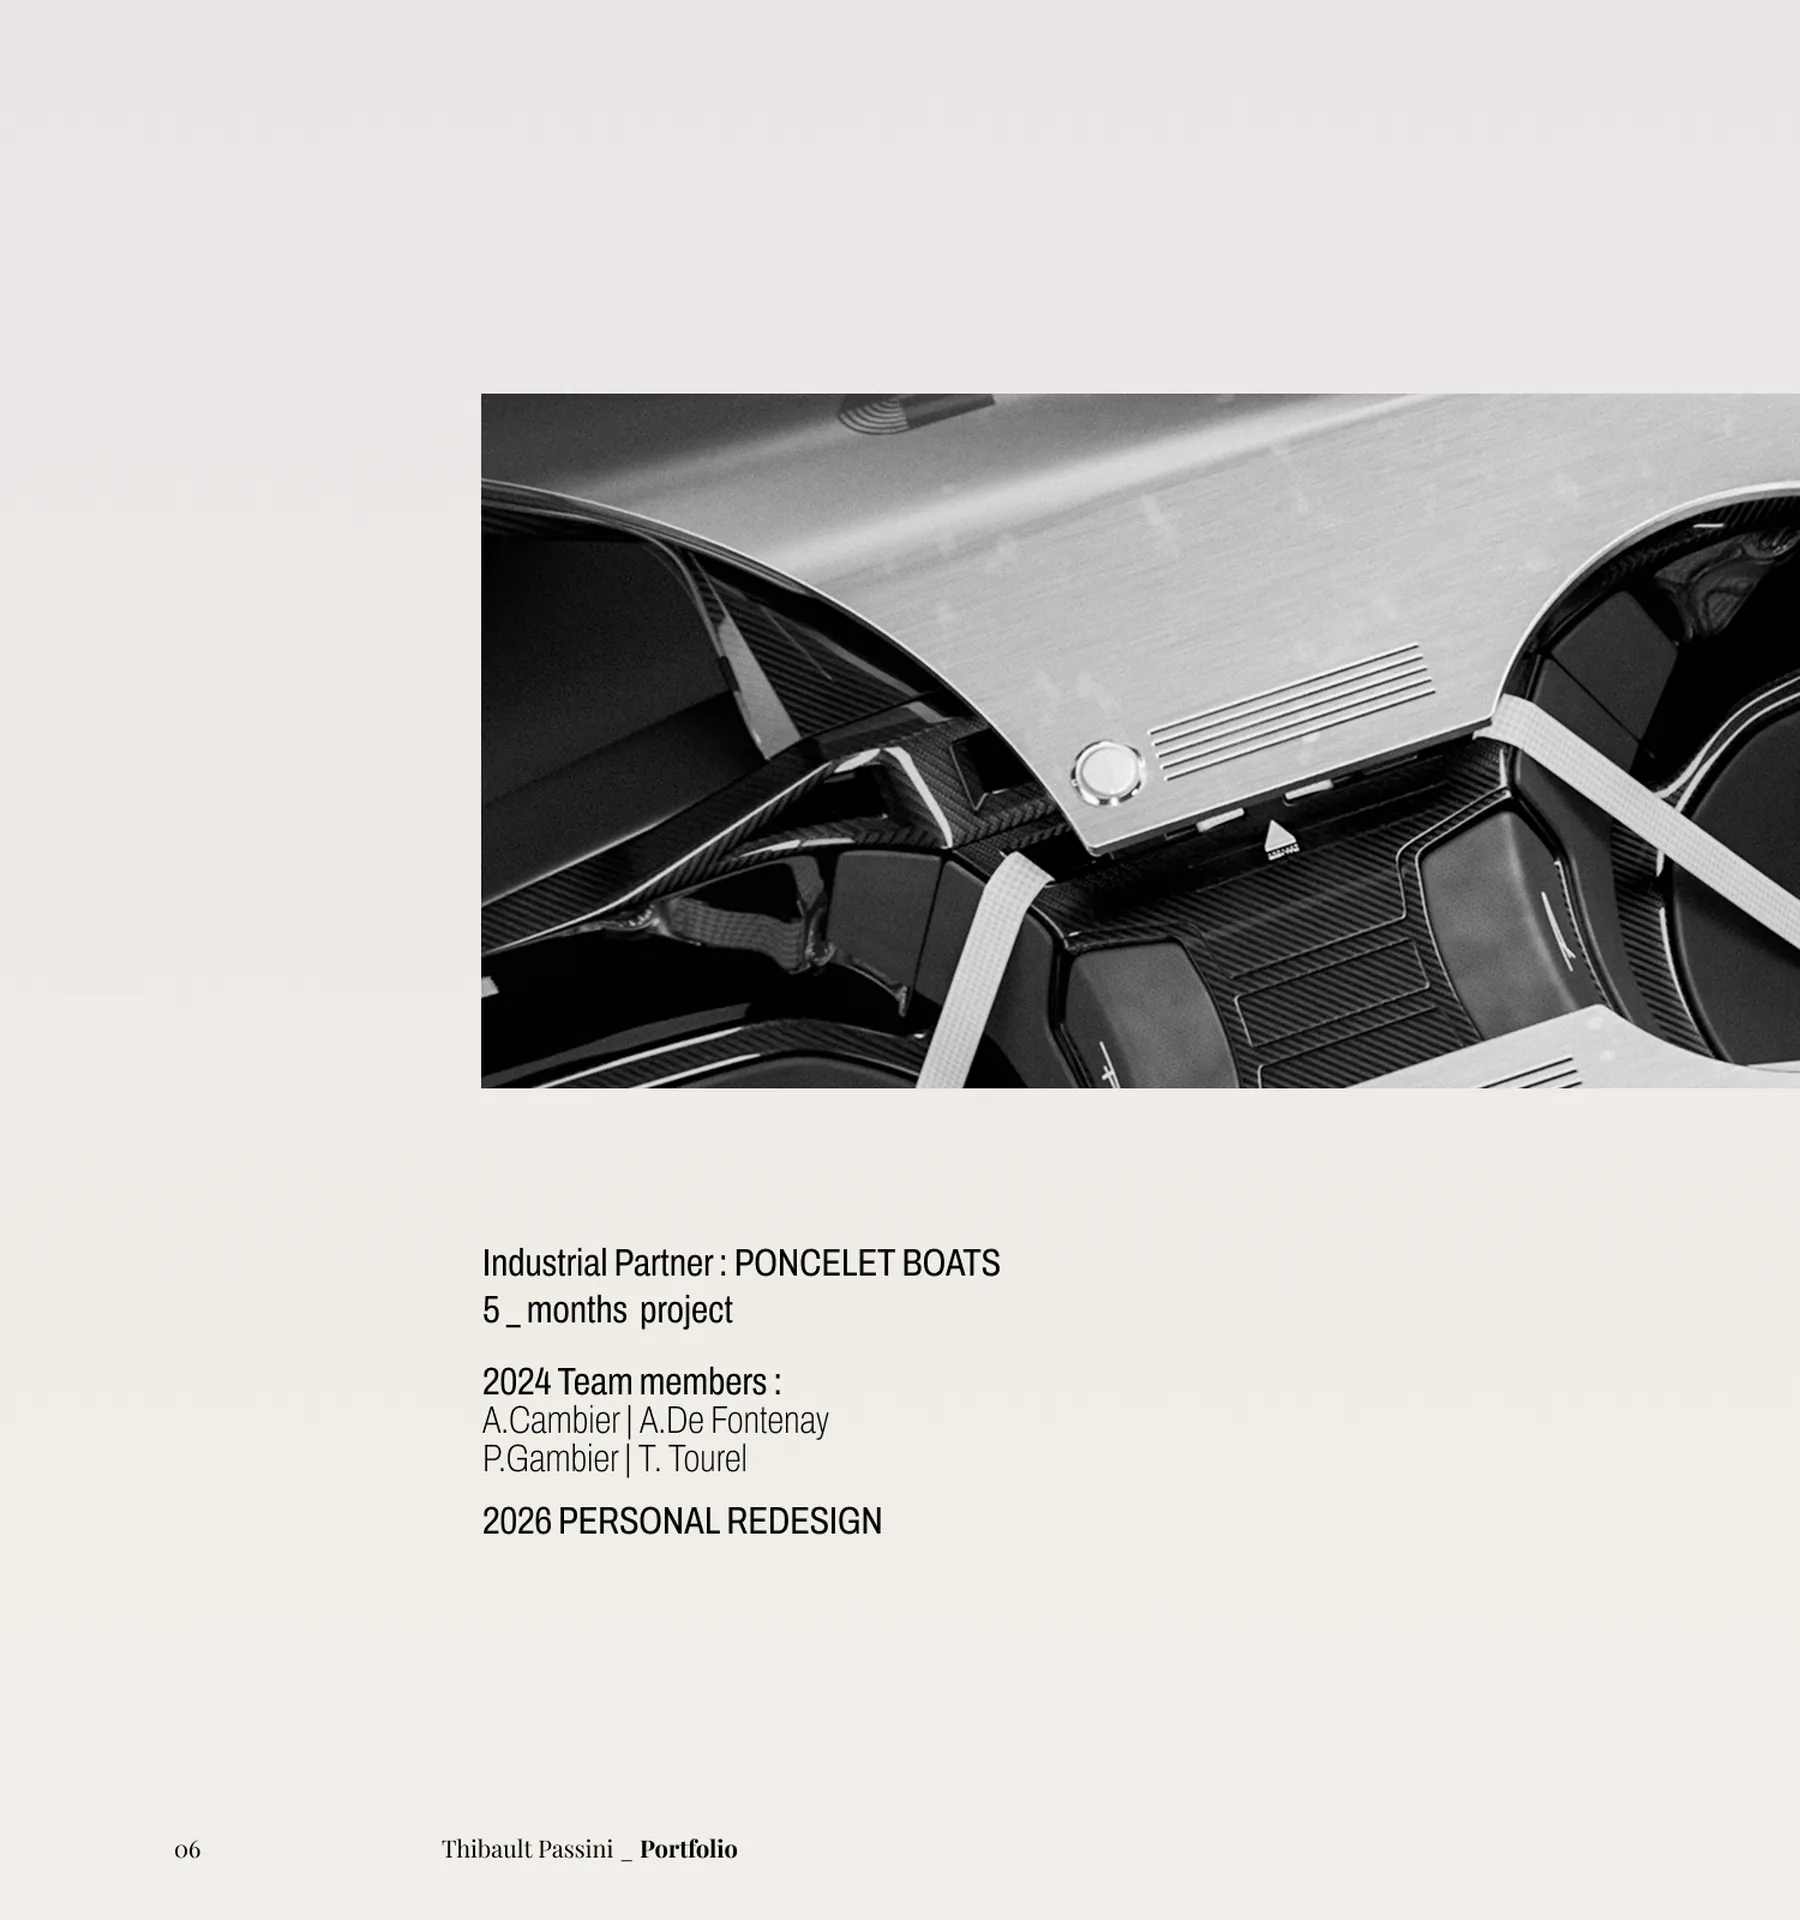 Industrial Partner : PONCELET BOATS
5 _ months project
2024 Team members :
A.Cambier | A.De Fontenay
P.Gambier | T. Tourel
2026 PERSONAL REDESIGN
06
Thibault Passini _ Portfolio